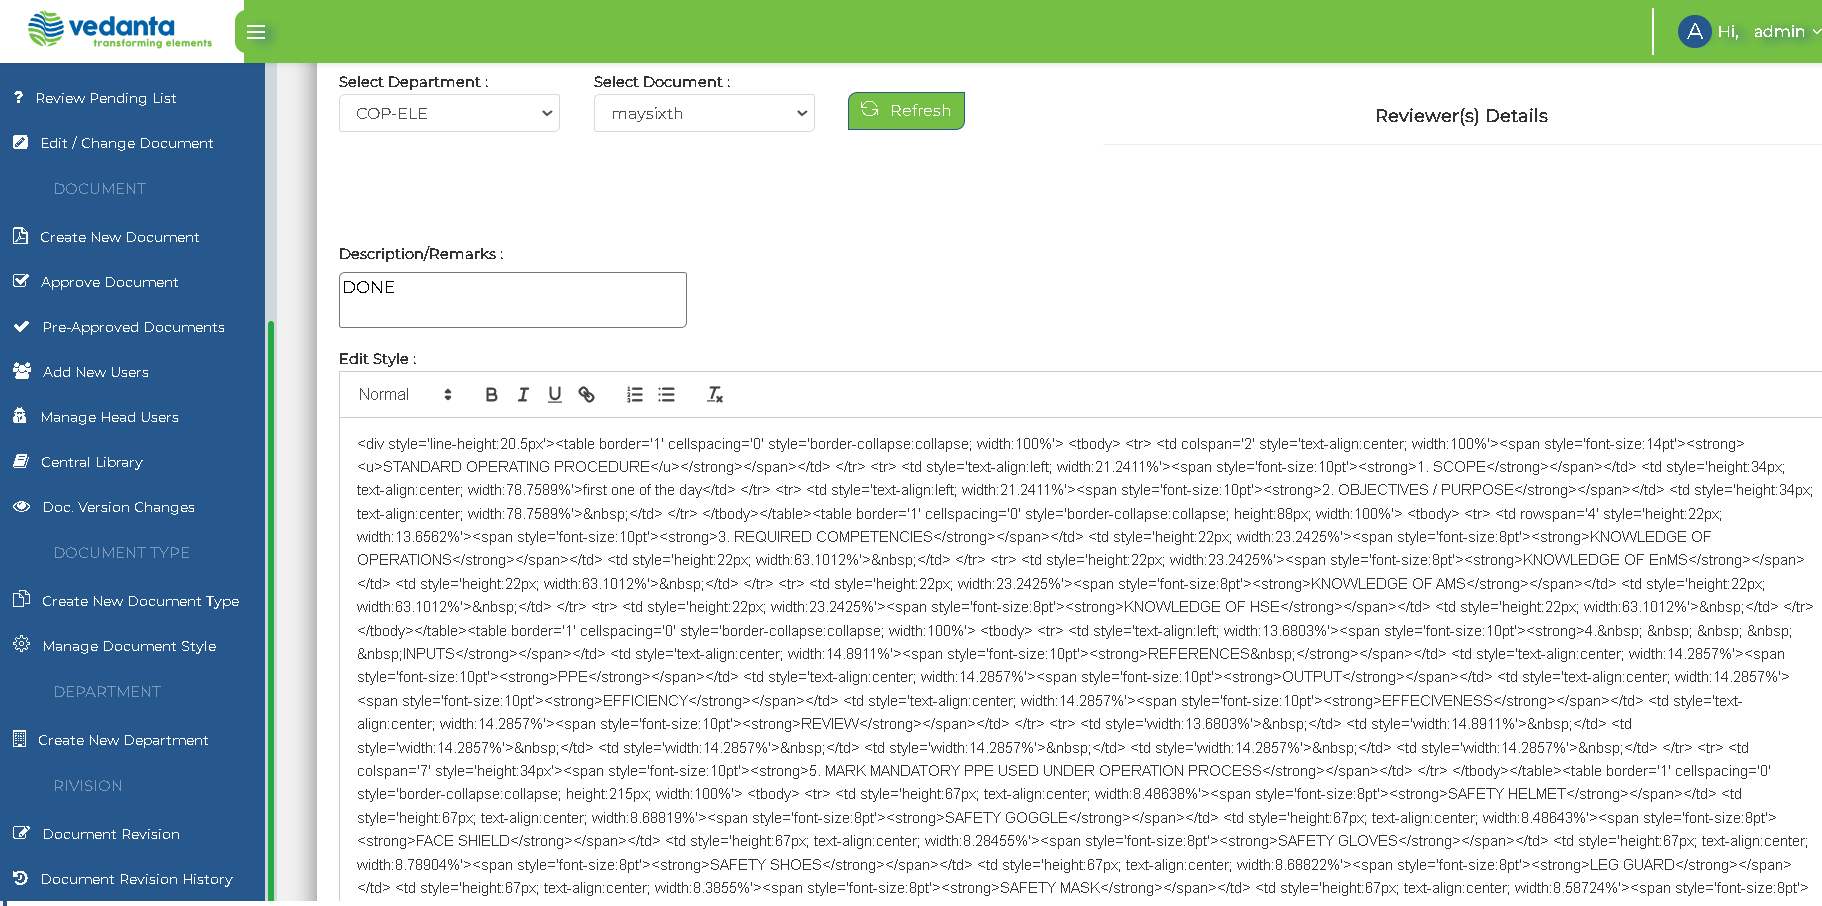 vedanta
transforming elements
A Hi, admin
? Review Pending List
Edit / Change Document
DOCUMENT
Create New Document
Approve Document
Pre-Approved Documents
Add New Users
Manage Head Users
Central Library
Doc. Version Changes
DOCUMENT TYPE
Create New Document Type
Manage Document Style
DEPARTMENT
Create New Department
RIVISION
Document Revision
Document Revision History
Select Department :
Select Document :
COP-ELE
maysixth
Refresh
Reviewer(s) Details
Description/Remarks :
DONE
Edit Style :
Normal
<div style='line-height:20.5px'><table border='1' cellspacing='0' style='border-collapse:collapse; width:100%'> <tbody> <tr> <td colspan='2' style='text-align:center; width:100%'><span style='font-size:14pt'><strong>
<u>STANDARD OPERATING PROCEDURE</u></strong></span></td> </tr> <tr> <td style='text-align:left; width:21.2411%'><span style='font-size:10pt'><strong>1. SCOPE</strong></span></td> <td style='height:34px;
text-align:center; width:78.7589%'>first one of the day</td> </tr> <tr> <td style='text-align:left; width:21.2411%'><span style='font-size:10pt'><strong>2. OBJECTIVES / PURPOSE</strong></span></td> <td style='height:34px;
text-align:center; width:78.7589%'>&nbsp;</td> </tr> </tbody></table><table border='1' cellspacing='0' style='border-collapse:collapse; height:88px; width:100%'> <tbody> <tr> <td rowspan='4' style='height:22px;
width:13.6562%'><span style='font-size:10pt'><strong>3. REQUIRED COMPETENCIES</strong></span></td> <td style='height:22px; width:23.2425%'><span style='font-size:8pt'><strong>KNOWLEDGE OF
OPERATIONS</strong></span></td> <td style='height:22px; width:63.1012%'>&nbsp;</td> </tr> <tr> <td style='height:22px; width:23.2425%'><span style='font-size:8pt'><strong>KNOWLEDGE OF EnMS</strong></span>
</td> <td style='height:22px; width:63.1012%'>&nbsp;</td> </tr> <tr> <td style='height:22px; width:23.2425%'><span style='font-size:8pt'><strong>KNOWLEDGE OF AMS</strong></span></td> <td style='height:22px;
width:63.1012%'>&nbsp;</td> </tr> <tr> <td style='height:22px; width:23.2425%'><span style='font-size:8pt'><strong>KNOWLEDGE OF HSE</strong></span></td> <td style='height:22px; width:63.1012%'>&nbsp;</td> </tr>
</tbody></table><table border='1' cellspacing='0' style='border-collapse:collapse; width:100%'> <tbody> <tr> <td style='text-align:left; width:13.6803%'><span style='font-size:10pt'><strong>4.&nbsp; &nbsp; &nbsp; &nbsp;
&nbsp;INPUTS</strong></span></td> <td style='text-align:center; width:14.8911%'><span style='font-size:10pt'><strong>REFERENCES&nbsp;</strong></span></td> <td style='text-align:center; width:14.2857%'><span
style='font-size:10pt'><strong>PPE</strong></span></td> <td style='text-align:center; width:14.2857%'><span style='font-size:10pt'><strong>OUTPUT</strong></span></td> <td style='text-align:center; width:14.2857%'>
<span style='font-size:10pt'><strong>EFFICIENCY</strong></span></td> <td style='text-align:center; width:14.2857%'><span style='font-size:10pt'><strong>EFFECIVENESS</strong></span></td> <td style='text-
align:center; width:14.2857%'><span style='font-size:10pt'><strong>REVIEW</strong></span></td> </tr> <tr> <td style='width:13.6803%'>&nbsp;</td> <td style='width:14.8911%'>&nbsp;</td> <td
style='width:14.2857%'>&nbsp;</td> <td style='width:14.2857%'>&nbsp;</td> <td style='width:14.2857%'>&nbsp;</td> <td style='width:14.2857%'>&nbsp;</td> <td style='width:14.2857%'>&nbsp;</td> </tr> <tr> <td
colspan='7' style='height:34px'><span style='font-size:10pt'><strong>5. MARK MANDATORY PPE USED UNDER OPERATION PROCESS</strong></span></td> </tr> </tbody></table><table border='1' cellspacing='0'
style='border-collapse:collapse; height:215px; width:100%'> <tbody> <tr> <td style='height:67px; text-align:center; width:8.48638%'><span style='font-size:8pt'><strong>SAFETY HELMET</strong></span></td> <td
style='height:67px; text-align:center; width:8.68819%'><span style='font-size:8pt'><strong>SAFETY GOGGLE</strong></span></td> <td style='height:67px; text-align:center; width:8.48643%'><span style='font-size:8pt'>
<strong>FACE SHIELD</strong></span></td> <td style='height:67px; text-align:center; width:8.28455%'><span style='font-size:8pt'><strong>SAFETY GLOVES</strong></span></td> <td style='height:67px; text-align:center;
width:8.78904%'><span style='font-size:8pt'><strong>SAFETY SHOES</strong></span></td> <td style='height:67px; text-align:center; width:8.68822%'><span style='font-size:8pt'><strong>LEG GUARD</strong></span>
</td> <td style='height:67px; text-align:center; width:8.3855%'><span style='font-size:8pt'><strong>SAFETY MASK</strong></span></td> <td style='height:67px; text-align:center; width:8.58724%'><span style='font-size:8pt'>